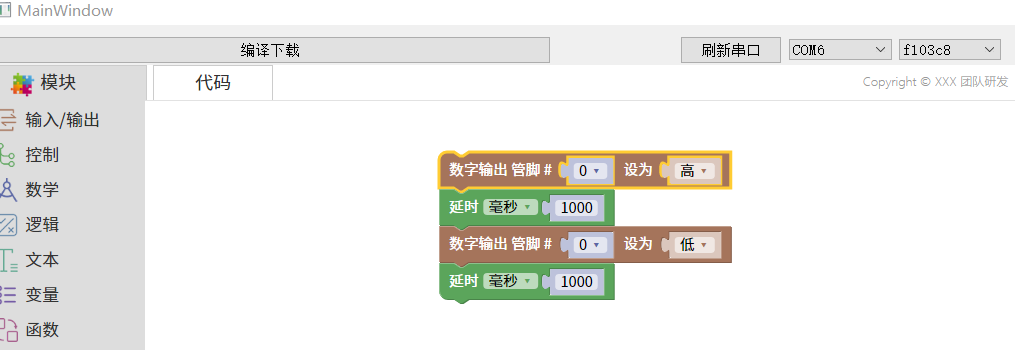 MainWindow
编译下载 刷新串口 COM6 f103c8
模块 代码 Copyright © XXX 团队研发
输入/输出
控制
数学
逻辑
文本
变量
函数
数字输出 管脚 # 0 设为 高
延时 毫秒 1000
数字输出 管脚 # 0 设为 低
延时 毫秒 1000